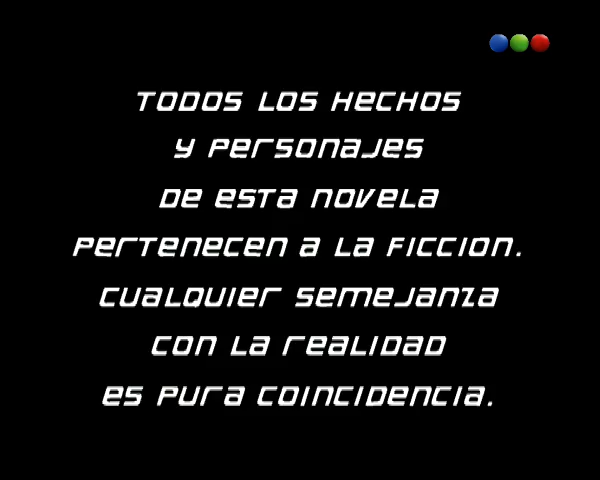 TODOS LOS HECHOS
Y PERSONAJES
DE ESTA NOVELA
PERTENECEN A LA FICCION.
CUALQUIER SEMEJANZA
CON LA REALIDAD
ES PURA COINCIDENCIA.